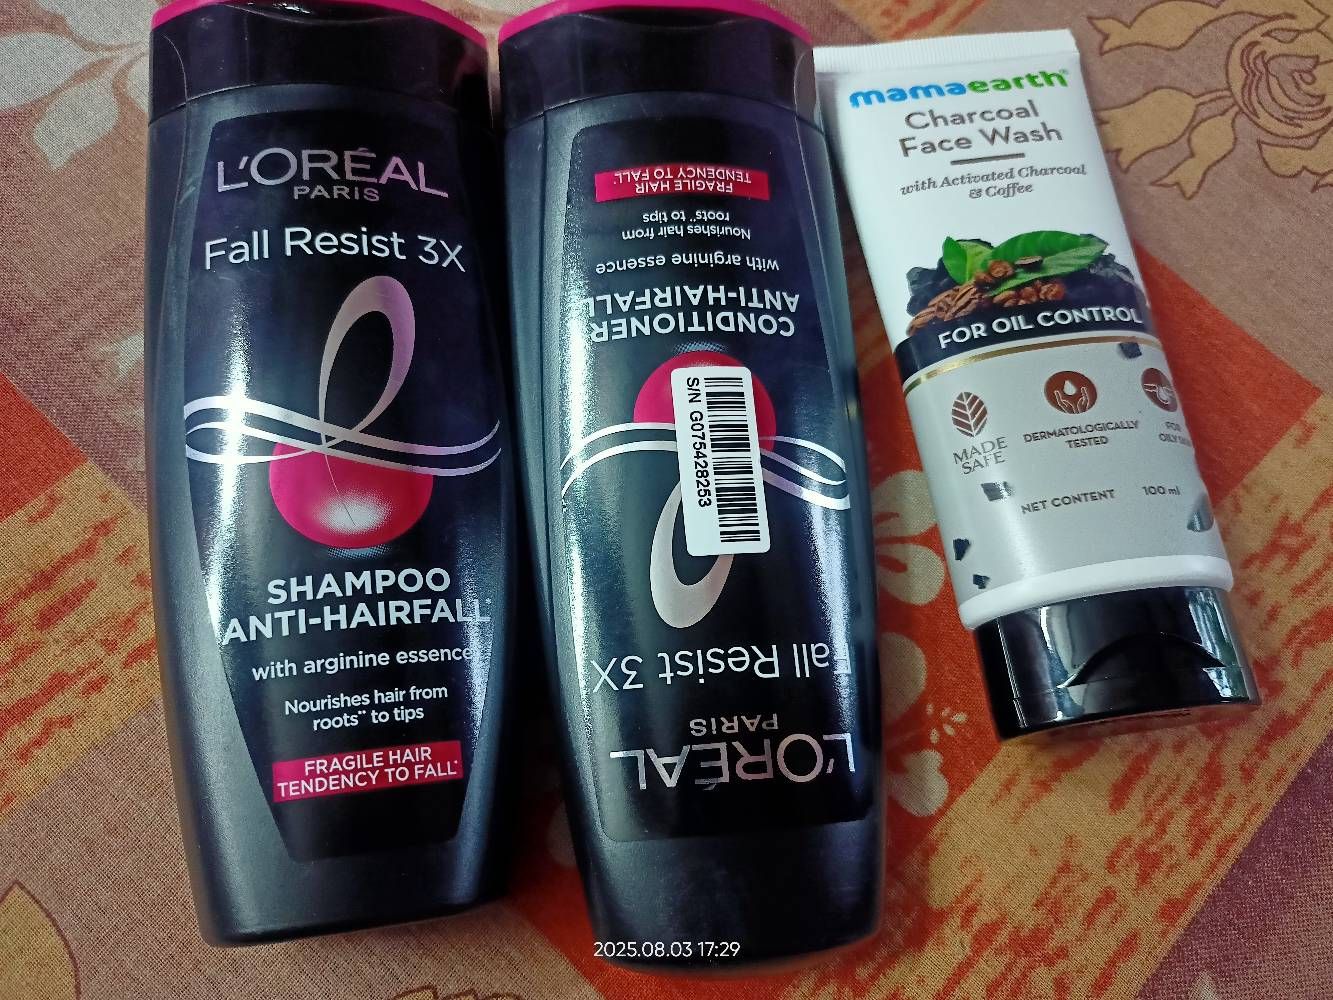 L'ORÉAL
PARIS
Fall Resist 3X
SHAMPOO
ANTI-HAIRFALL*
with arginine essence
Nourishes hair from
roots** to tips
FRAGILE HAIR
TENDENCY TO FALL*
L'ORÉAL
PARIS
Fall Resist 3X
S/N G075428253
CONDITIONER
ANTI-HAIRFALL
with arginine essence
Nourishes hair from
roots** to tips
FRAGILE HAIR
TENDENCY TO FALL*
mamaearth®
Charcoal
Face Wash
with Activated Charcoal
& Coffee
FOR OIL CONTROL
MADE
SAFE
DERMATOLOGICALLY
TESTED
FOR
OILY
NET CONTENT 100 ml
2025.08.03 17:29